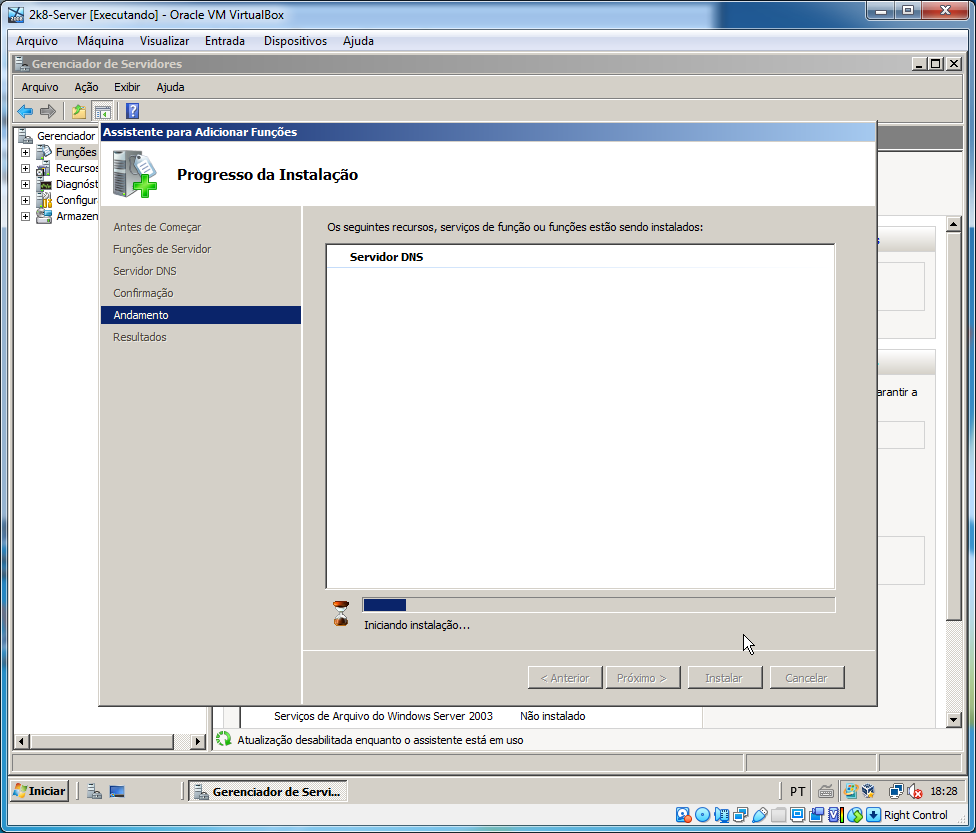 2k8-Server [Executando] - Oracle VM VirtualBox
Arquivo Máquina Visualizar Entrada Dispositivos Ajuda
Gerenciador de Servidores
Arquivo Ação Exibir Ajuda
Gerenciador
Funções
Recursos
Diagnóst
Configur
Armazen
Assistente para Adicionar Funções
Progresso da Instalação
Antes de Começar
Funções de Servidor
Servidor DNS
Confirmação
Andamento
Resultados
Os seguintes recursos, serviços de função ou funções estão sendo instalados:
Servidor DNS
Iniciando instalação...
< Anterior Próximo > Instalar Cancelar
arantir a
Serviços de Arquivo do Windows Server 2003 Não instalado
Atualização desabilitada enquanto o assistente está em uso
Iniciar Gerenciador de Servi... PT 18:28
Right Control